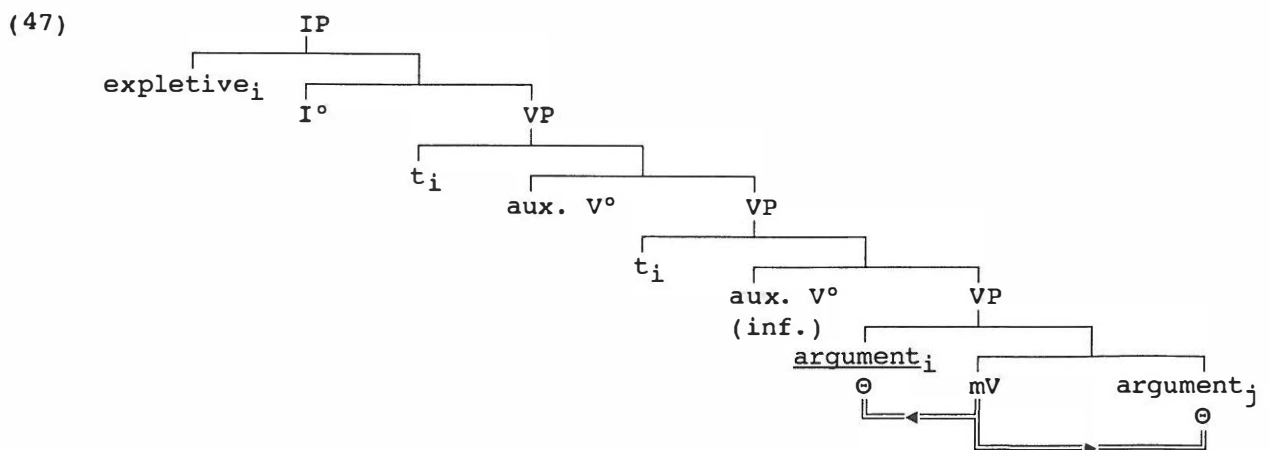 (47) IP
expletive_i
I° VP
t_i
aux. V° VP
t_i
aux. V° VP
(inf.)
argument_i mV argument_j
Θ Θ